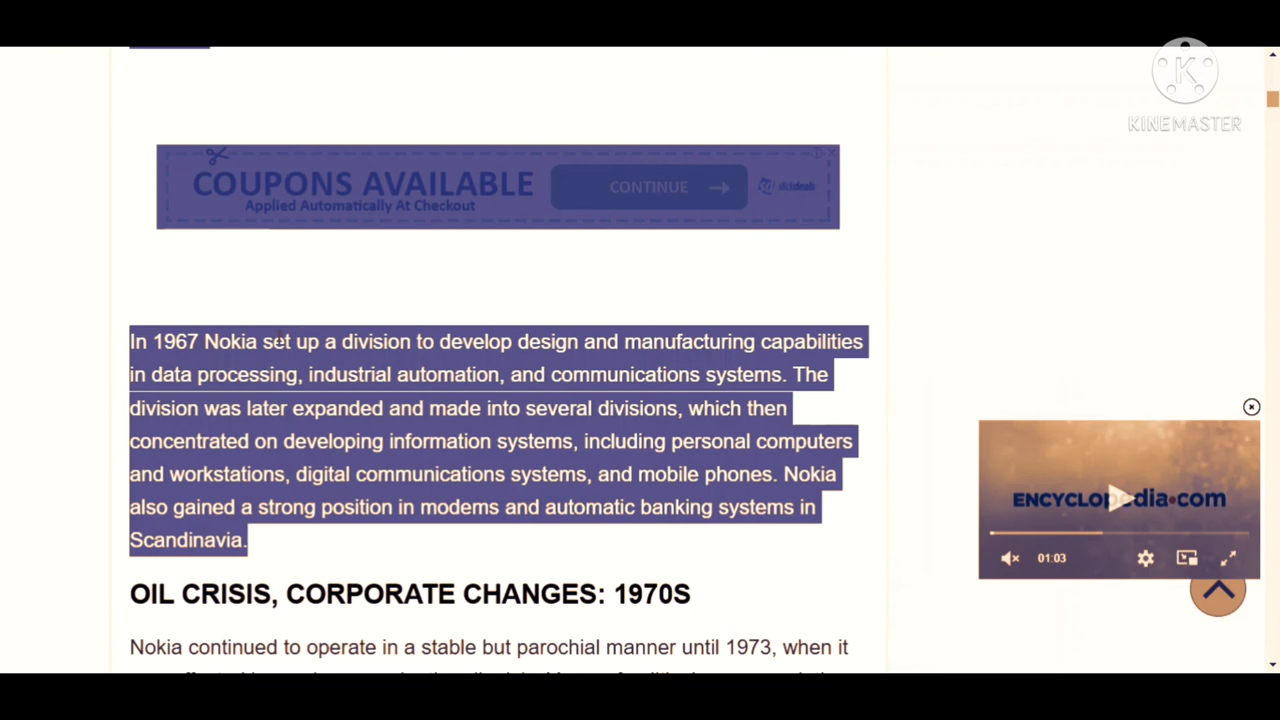 KINEMASTER
COUPONS AVAILABLE
Applied Automatically At Checkout
CONTINUE
In 1967 Nokia set up a division to develop design and manufacturing capabilities
in data processing, industrial automation, and communications systems. The
division was later expanded and made into several divisions, which then
concentrated on developing information systems, including personal computers
and workstations, digital communications systems, and mobile phones. Nokia
also gained a strong position in modems and automatic banking systems in
Scandinavia.
ENCYCLOPEDIA•COM
01:03
OIL CRISIS, CORPORATE CHANGES: 1970S
Nokia continued to operate in a stable but parochial manner until 1973, when it